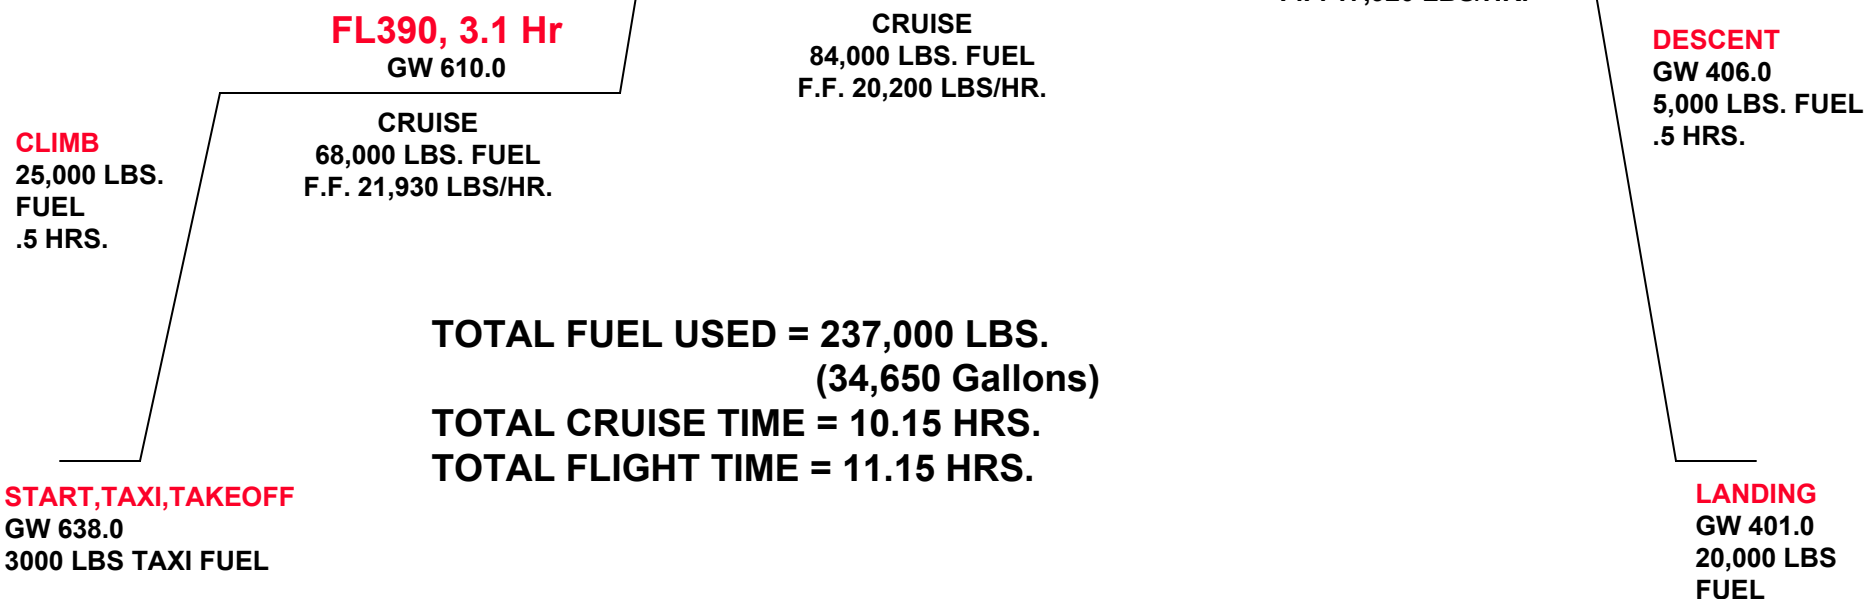 FL390, 3.1 Hr
GW 610.0
CRUISE
68,000 LBS. FUEL
F.F. 21,930 LBS/HR.
CRUISE
84,000 LBS. FUEL
F.F. 20,200 LBS/HR.
DESCENT
GW 406.0
5,000 LBS. FUEL
.5 HRS.
CLIMB
25,000 LBS.
FUEL
.5 HRS.
TOTAL FUEL USED = 237,000 LBS.
(34,650 Gallons)
TOTAL CRUISE TIME = 10.15 HRS.
TOTAL FLIGHT TIME = 11.15 HRS.
START,TAXI,TAKEOFF
GW 638.0
3000 LBS TAXI FUEL
LANDING
GW 401.0
20,000 LBS
FUEL